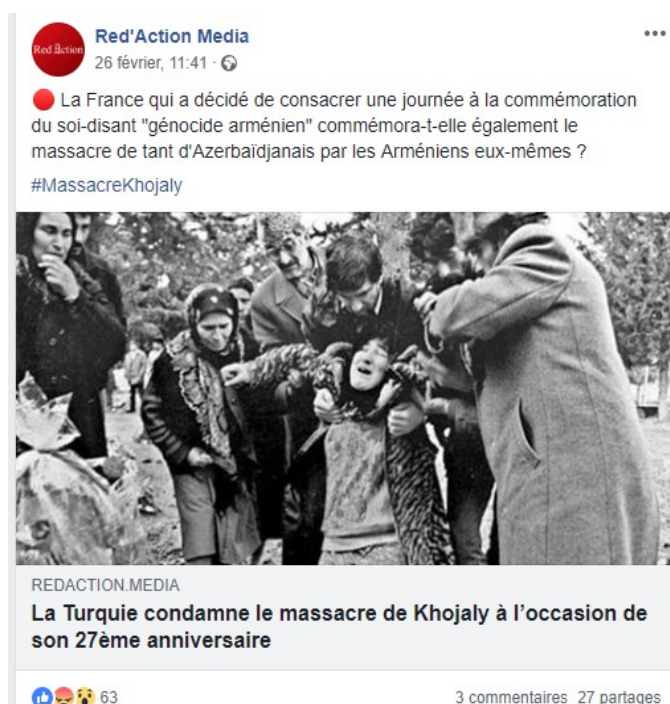 Red Action
Red'Action Media
26 février, 11:41 ·
La France qui a décidé de consacrer une journée à la commémoration
du soi-disant "génocide arménien" commémora-t-elle également le
massacre de tant d'Azerbaïdjanais par les Arméniens eux-mêmes ?
#MassacreKhojaly
REDACTION.MEDIA
La Turquie condamne le massacre de Khojaly à l'occasion de
son 27ème anniversaire
63
3 commentaires 27 partages